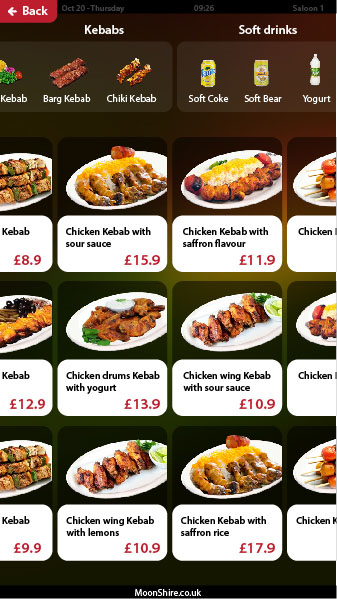 Back
Oct 20 - Thursday
09:26
Saloon 1
Kebabs
Soft drinks
Kebab
Barg Kebab
Chiki Kebab
Soft Coke
Soft Bear
Yogurt
Kebab
£8.9
Chicken Kebab with
sour sauce
£15.9
Chicken Kebab with
saffron flavour
£11.9
Chicken
Kebab
£12.9
Chicken drums Kebab
with yogurt
£13.9
Chicken wing Kebab
with sour sauce
£10.9
Chicken
Kebab
£9.9
Chicken wing Kebab
with lemons
£10.9
Chicken Kebab with
saffron rice
£17.9
Chicken K
MoonShire.co.uk